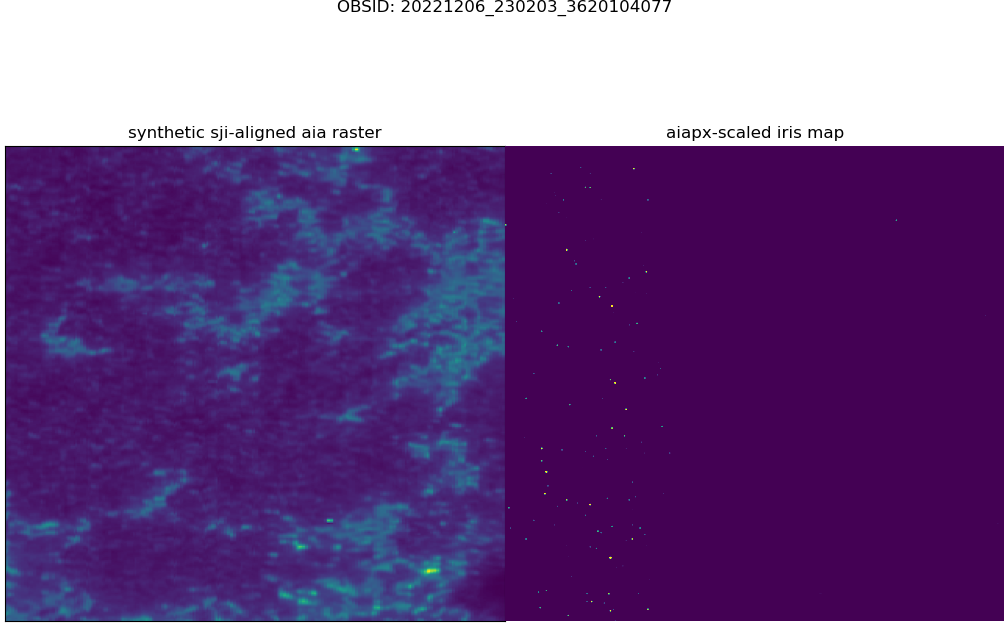 OBSID: 20221206_230203_3620104077
synthetic sji-aligned aia raster
aiapx-scaled iris map